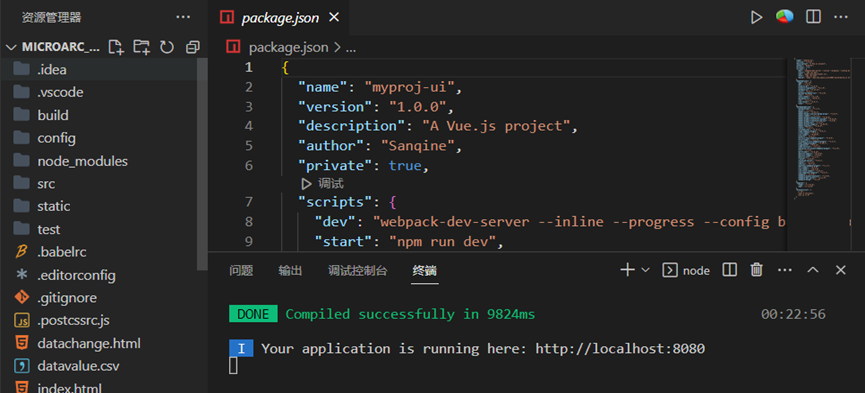 资源管理器
MICROARC_...
.idea
.vscode
build
config
node_modules
src
static
test
.babelrc
.editorconfig
.gitignore
.postcssrc.js
datachange.html
datavalue.csv
index.html
package.json
package.json > ...
1 {
2 "name": "myproj-ui",
3 "version": "1.0.0",
4 "description": "A Vue.js project",
5 "author": "Sanqine",
6 "private": true,
调试
7 "scripts": {
8 "dev": "webpack-dev-server --inline --progress --config b
9 "start": "npm run dev",
问题 输出 调试控制台 终端 node
DONE Compiled successfully in 9824ms 00:22:56
I Your application is running here: http://localhost:8080